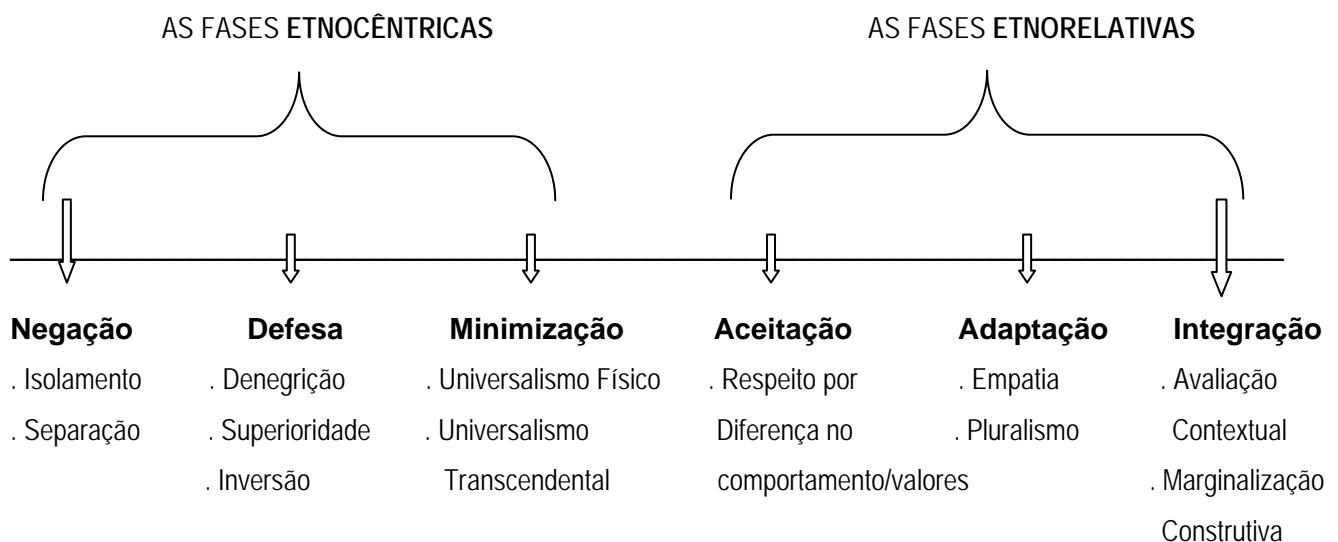 AS FASES ETNOCÊNTRICAS
AS FASES ETNORELATIVAS
Negação
. Isolamento
. Separação
Defesa
. Denegrição
. Superioridade
. Inversão
Minimização
. Universalismo Físico
. Universalismo
Transcendental
Aceitação
. Respeito por
Diferença no
comportamento/valores
Adaptação
. Empatia
. Pluralismo
Integração
. Avaliação
Contextual
. Marginalização
Construtiva